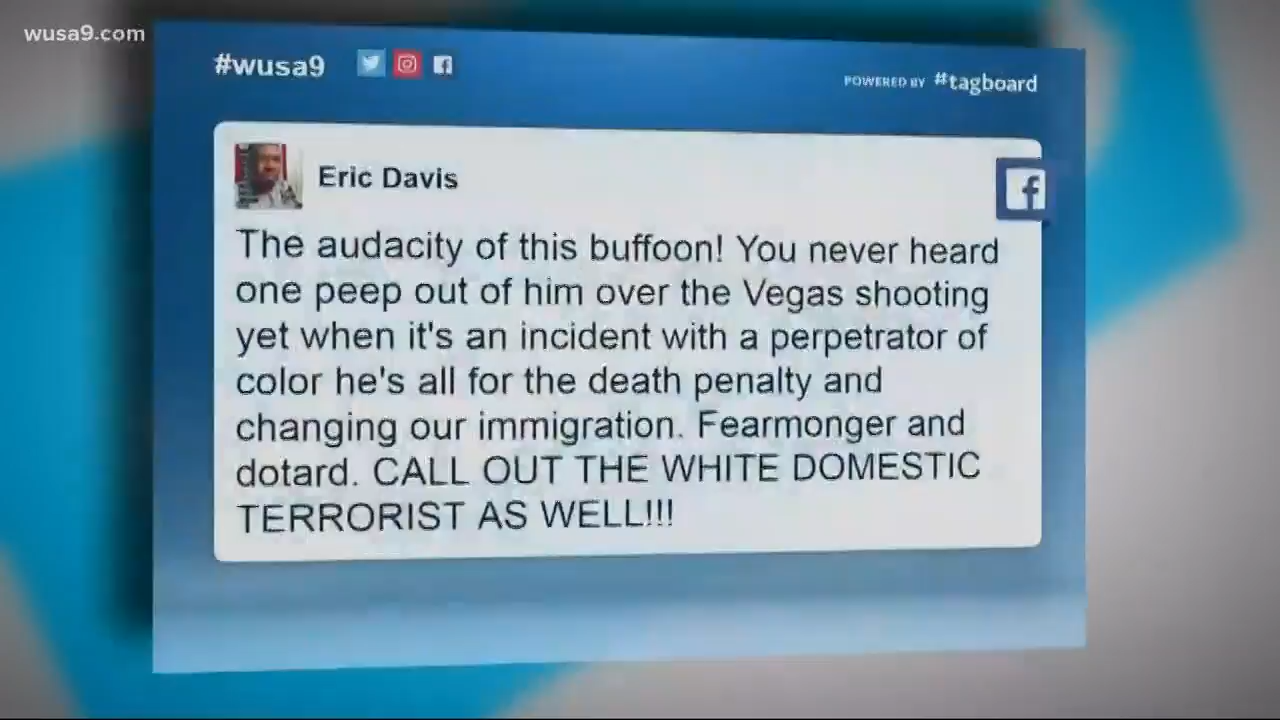 wusa9.com
#wusa9
POWERED BY #tagboard
Eric Davis
The audacity of this buffoon! You never heard
one peep out of him over the Vegas shooting
yet when it's an incident with a perpetrator of
color he's all for the death penalty and
changing our immigration. Fearmonger and
dotard. CALL OUT THE WHITE DOMESTIC
TERRORIST AS WELL!!!